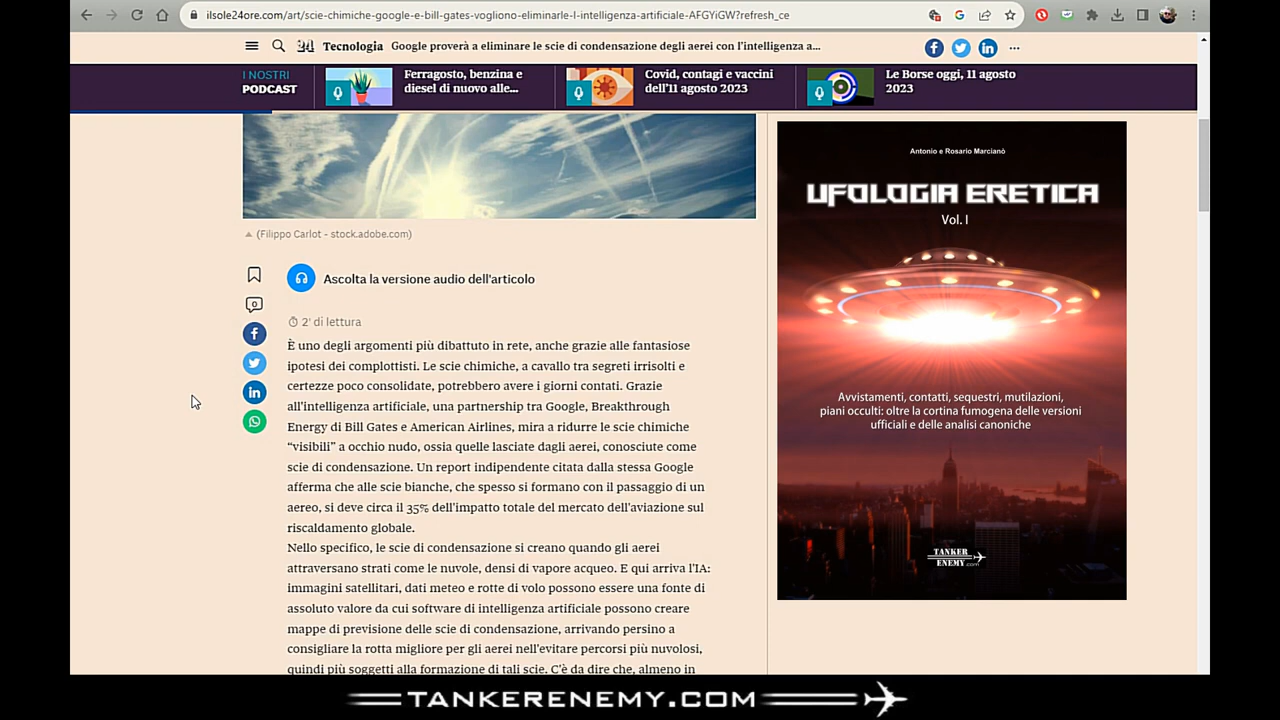 ilsole24ore.com/art/scie-chimiche-google-e-bill-gates-vogliono-eliminarle-l-intelligenza-artificiale-AFGYiGW?refresh_ce
24 Tecnologia Google proverà a eliminare le scie di condensazione degli aerei con l'intelligenza a...
I NOSTRI
PODCAST
Ferragosto, benzina e
diesel di nuovo alle...
Covid, contagi e vaccini
dell'11 agosto 2023
Le Borse oggi, 11 agosto
2023
(Filippo Carlot - stock.adobe.com)
Ascolta la versione audio dell'articolo
0
2' di lettura
È uno degli argomenti più dibattuto in rete, anche grazie alle fantasiose
ipotesi dei complottisti. Le scie chimiche, a cavallo tra segreti irrisolti e
certezze poco consolidate, potrebbero avere i giorni contati. Grazie
all'intelligenza artificiale, una partnership tra Google, Breakthrough
Energy di Bill Gates e American Airlines, mira a ridurre le scie chimiche
“visibili” a occhio nudo, ossia quelle lasciate dagli aerei, conosciute come
scie di condensazione. Un report indipendente citata dalla stessa Google
afferma che alle scie bianche, che spesso si formano con il passaggio di un
aereo, si deve circa il 35% dell'impatto totale del mercato dell'aviazione sul
riscaldamento globale.
Nello specifico, le scie di condensazione si creano quando gli aerei
attraversano strati come le nuvole, densi di vapore acqueo. E qui arriva l'IA:
immagini satellitari, dati meteo e rotte di volo possono essere una fonte di
assoluto valore da cui software di intelligenza artificiale possono creare
mappe di previsione delle scie di condensazione, arrivando persino a
consigliare la rotta migliore per gli aerei nell'evitare percorsi più nuvolosi,
quindi più soggetti alla formazione di tali scie. C'è da dire che, almeno in
Antonio e Rosario Marcianò
UFOLOGIA ERETICA
Vol. I
Avvistamenti, contatti, sequestri, mutilazioni,
piani occulti: oltre la cortina fumogena delle versioni
ufficiali e delle analisi canoniche
TANKER
ENEMY.com
TANKERENEMY.COM